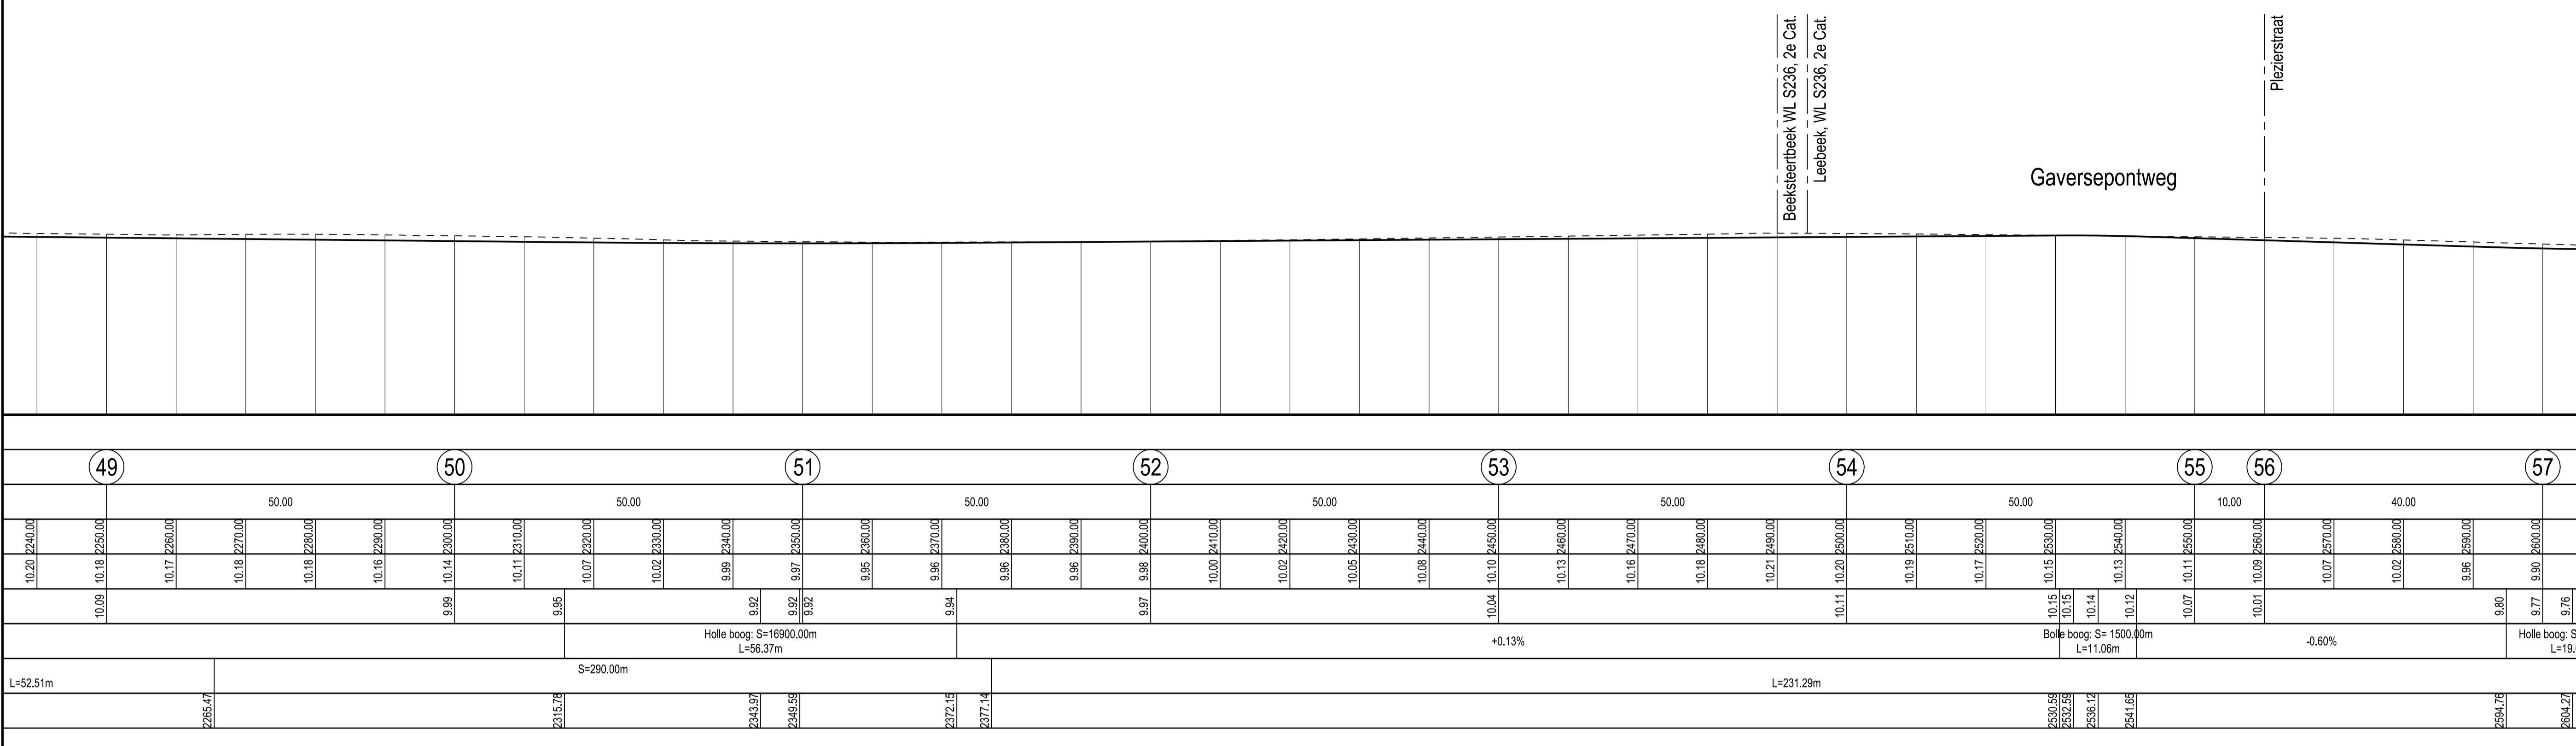 Beeksteertbeek WL S236, 2e Cat.
Leebeek, WL S236, 2e Cat.
Plezierstraat
Gaversepontweg
49 50 51 52 53 54 55 56 57
50.00 50.00 50.00 50.00 50.00 50.00 10.00 40.00
2240.00 2250.00 2260.00 2270.00 2280.00 2290.00 2300.00 2310.00 2320.00 2330.00 2340.00 2350.00 2360.00 2370.00 2380.00 2390.00 2400.00 2410.00 2420.00 2430.00 2440.00 2450.00 2460.00 2470.00 2480.00 2490.00 2500.00 2510.00 2520.00 2530.00 2540.00 2550.00 2560.00 2570.00 2580.00 2590.00 2600.00
10.20 10.18 10.17 10.18 10.18 10.16 10.14 10.11 10.07 10.02 9.99 9.97 9.95 9.96 9.96 9.96 9.98 10.00 10.02 10.05 10.08 10.10 10.13 10.16 10.18 10.21 10.20 10.19 10.17 10.15 10.13 10.11 10.09 10.07 10.02 9.96 9.90
10.09 9.99 9.95 9.92 9.92 9.92 9.94 9.97 10.04 10.11 10.15 10.15 10.14 10.12 10.07 10.01 9.80 9.77 9.76
Holle boog: S=16900.00m
L=56.37m
+0.13%
Bolle boog: S= 1500.00m
L=11.06m
-0.60%
Holle boog: S
L=19.
L=52.51m
S=290.00m
L=231.29m
2265.47 2315.78 2343.97 2349.59 2372.15 2377.14 2530.59 2532.59 2536.12 2541.65 2594.76 2604.27